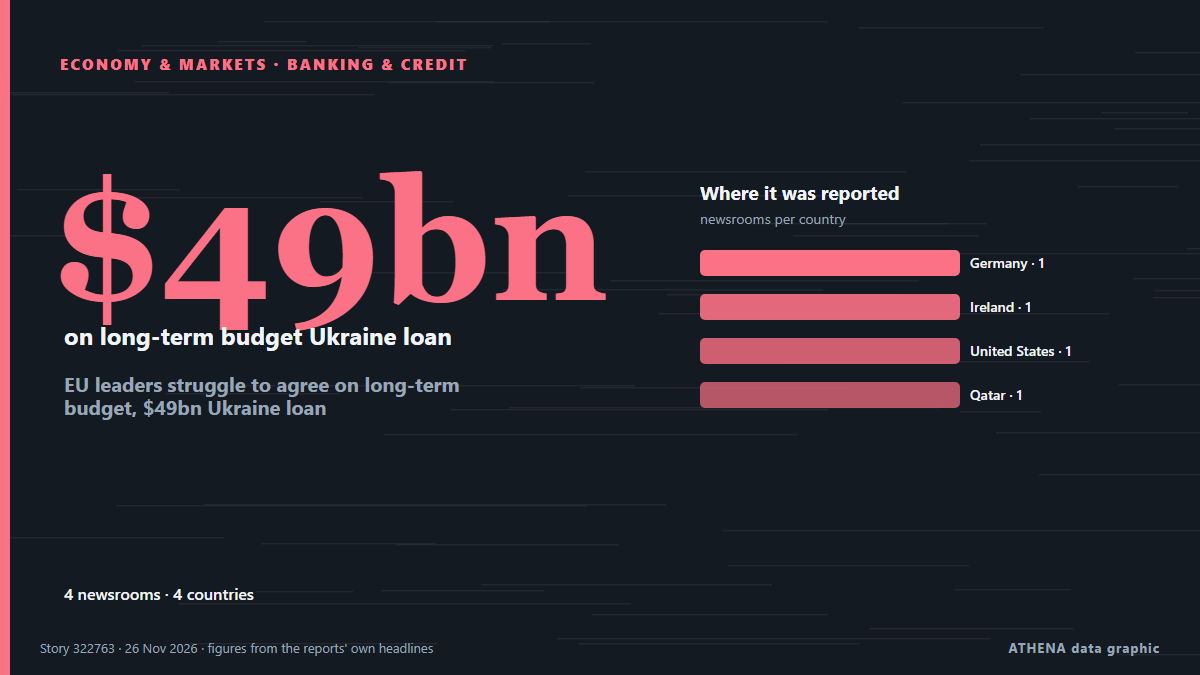 ECONOMY & MARKETS · BANKING & CREDIT
$49bn
on long-term budget Ukraine loan
EU leaders struggle to agree on long-term
budget, $49bn Ukraine loan
Where it was reported
newsrooms per country
Germany · 1
Ireland · 1
United States · 1
Qatar · 1
4 newsrooms · 4 countries
Story 322763 · 26 Nov 2026 · figures from the reports' own headlines
ATHENA data graphic